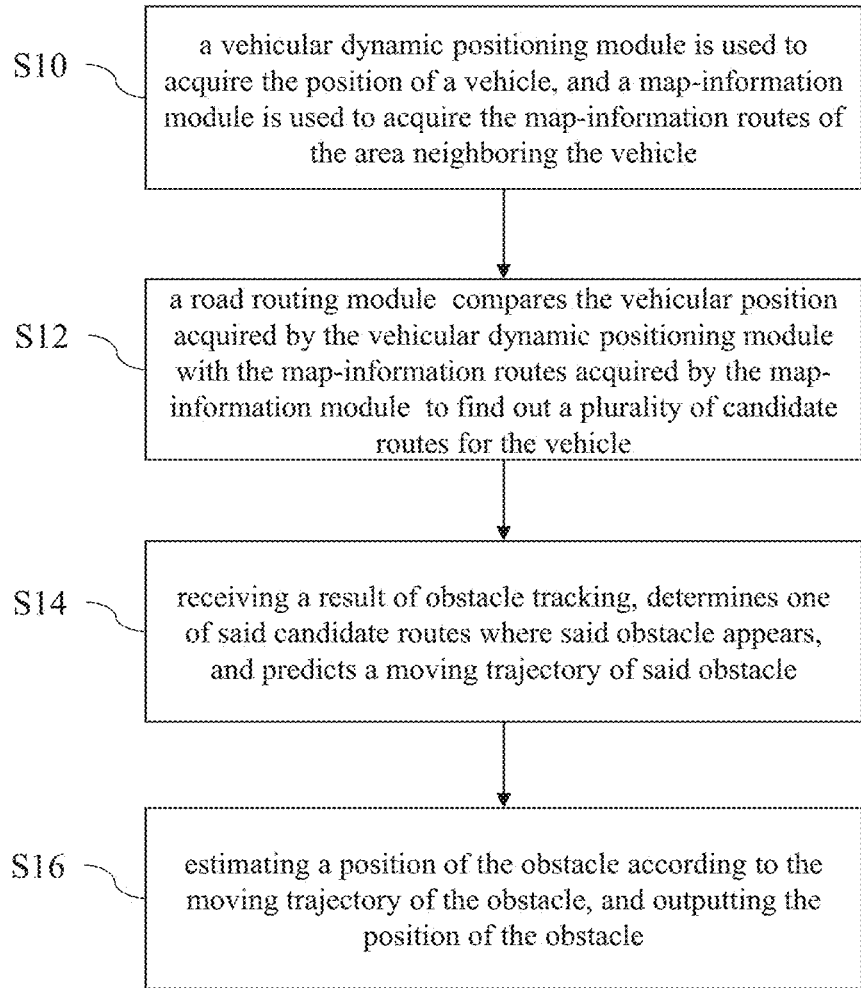 S10
a vehicular dynamic positioning module is used to
acquire the position of a vehicle, and a map-information
module is used to acquire the map-information routes of
the area neighboring the vehicle
S12
a road routing module compares the vehicular position
acquired by the vehicular dynamic positioning module
with the map-information routes acquired by the map-
information module to find out a plurality of candidate
routes for the vehicle
S14
receiving a result of obstacle tracking, determines one
of said candidate routes where said obstacle appears,
and predicts a moving trajectory of said obstacle
S16
estimating a position of the obstacle according to the
moving trajectory of the obstacle, and outputting the
position of the obstacle